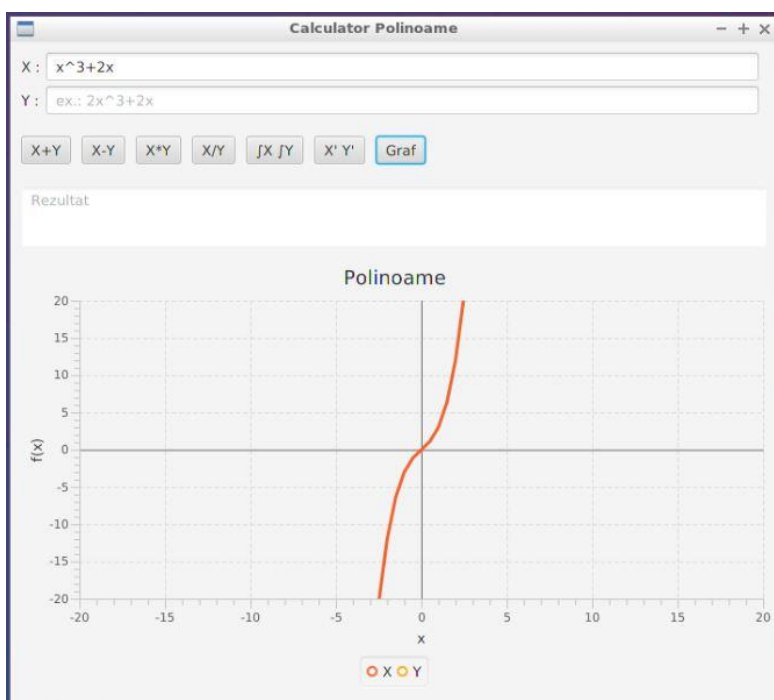 Calculator Polinoame
X : x^3+2x
Y : ex.: 2x^3+2x
X+Y X-Y X*Y X/Y ∫X ∫Y X' Y' Graf
Rezultat
Polinoame
20
15
10
5
0
-5
-10
-15
-20
f(x)
-20 -15 -10 -5 0 5 10 15 20
x
X Y